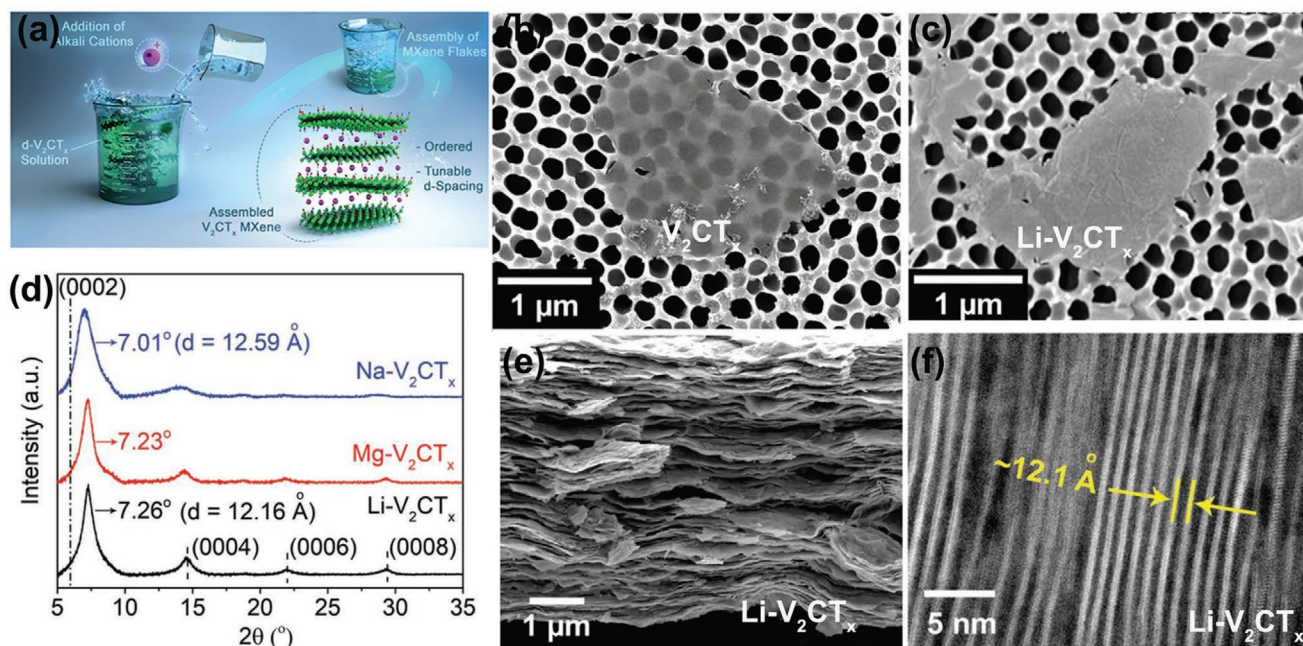 (a)
Addition of
Alkali Cations
+
Assembly of
MXene Flakes
d-V₂CTₓ
Solution
- Ordered
- Tunable
d-Spacing
Assembled
V₂CTₓ MXene
(b)
V₂CTₓ
1 µm
(c)
Li-V₂CTₓ
1 µm
(d)
(0002)
7.01° (d = 12.59 Å)
Na-V₂CTₓ
7.23°
Mg-V₂CTₓ
7.26° (d = 12.16 Å)
Li-V₂CTₓ
(0004)
(0006)
(0008)
Intensity (a.u.)
5 10 15 20 25 30 35
2θ (°)
(e)
1 µm
Li-V₂CTₓ
(f)
~12.1 Å
5 nm
Li-V₂CTₓ